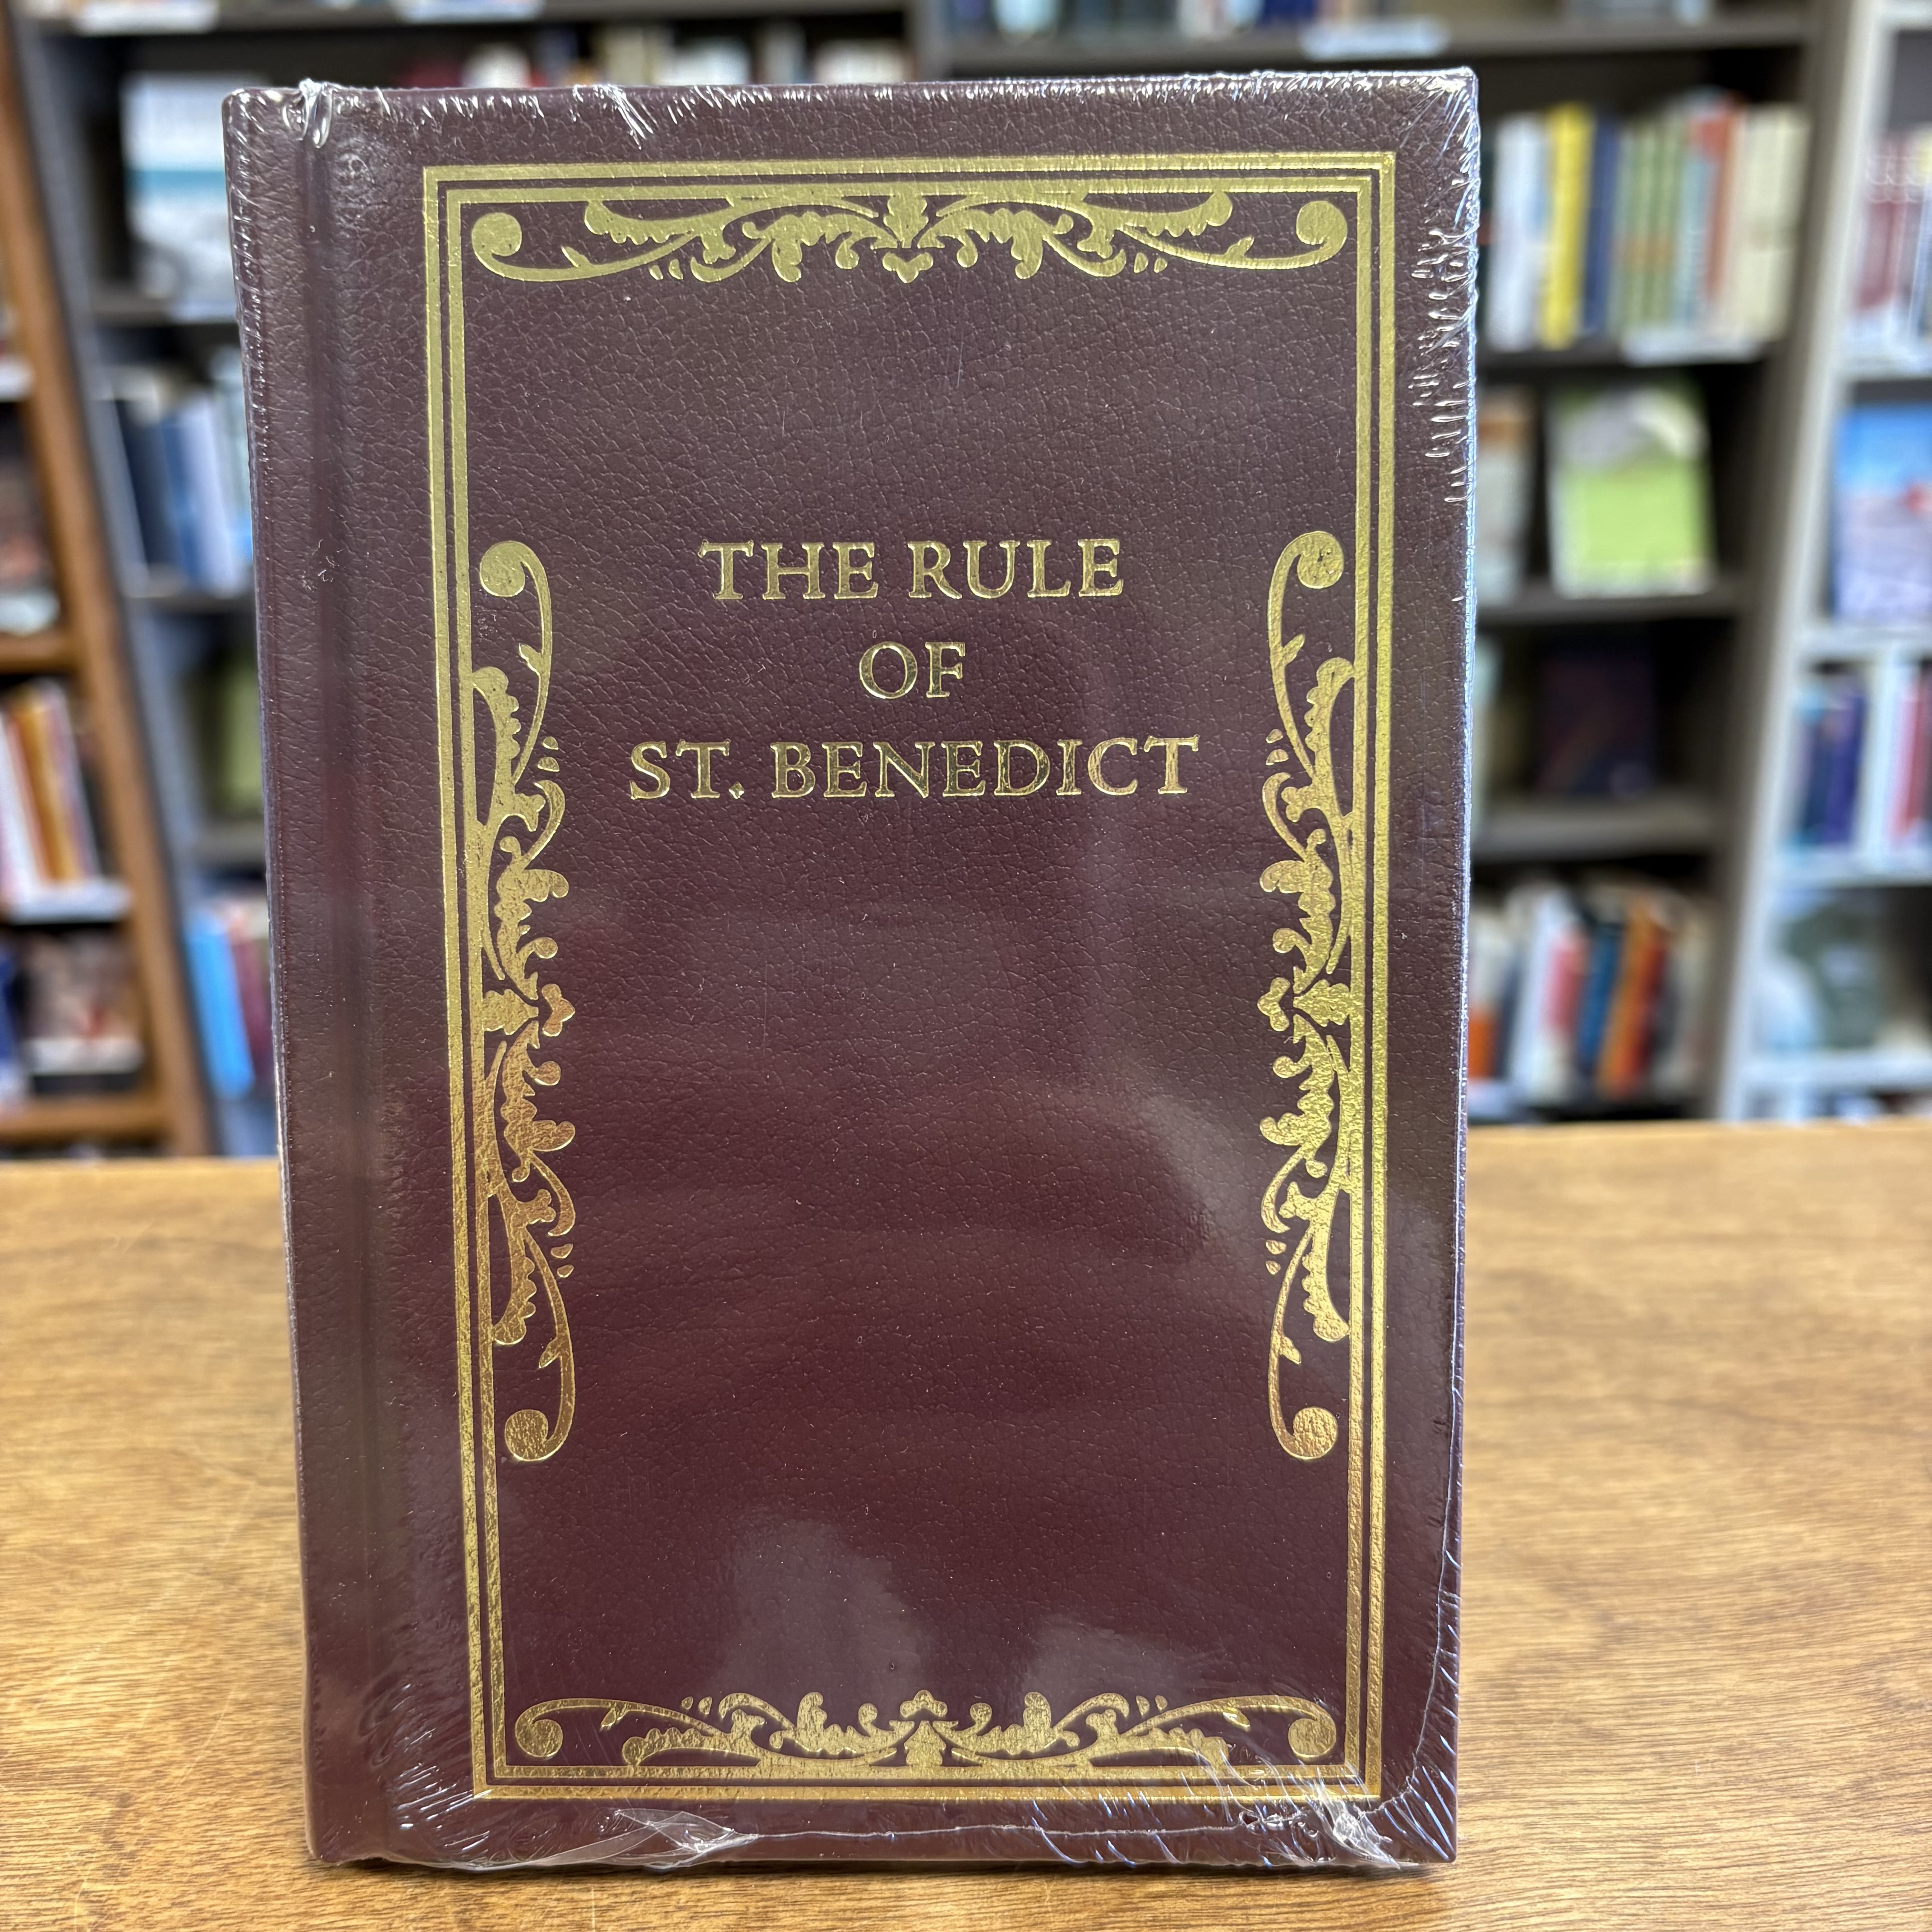 THE RULE
OF
ST. BENEDICT